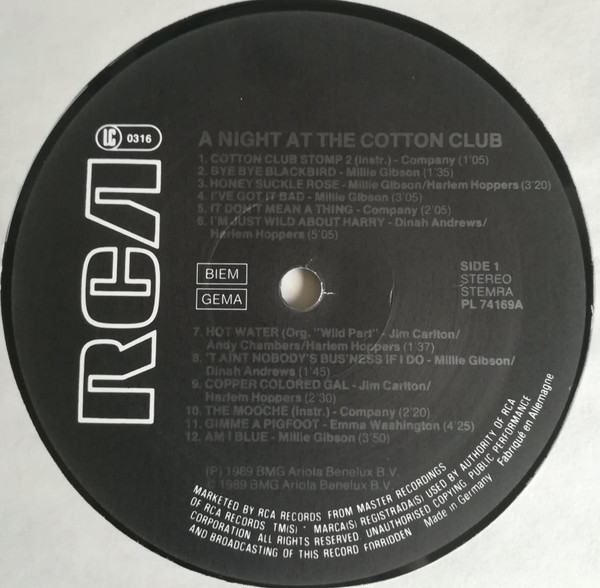 LC 0316
RCA
A NIGHT AT THE COTTON CLUB
1. COTTON CLUB STOMP 2 (instr.) - Company (1'05)
2. BYE BYE BLACKBIRD - Millie Gibson (1'35)
3. HONEY SUCKLE ROSE - Millie Gibson/Harlem Hoppers (3'20)
4. I'VE GOT IT BAD - Millie Gibson (3'05)
5. IT DON'T MEAN A THING - Company (2'05)
6. I'M JUST WILD ABOUT HARRY - Dinah Andrews/
Harlem Hoppers (5'05)
BIEM
GEMA
SIDE 1
STEREO
STEMRA
PL 74169A
7. HOT WATER (Org. "Wild Part" - Jim Carlton/
Andy Chambers/Harlem Hoppers (1'37)
8. 'T AINT NOBODY'S BUS'NESS IF I DO - Millie Gibson/
Dinah Andrews (1'45)
9. COPPER COLORED GAL - Jim Carlton/
Harlem Hoppers (2'30)
10. THE MOOCHE (instr.) - Company (2'20)
11. GIMME A PIGFOOT - Emma Washington (4'25)
12. AM I BLUE - Millie Gibson (3'50)
(P) 1989 BMG Ariola Benelux B.V.
© 1989 BMG Ariola Benelux B.V.
MARKETED BY RCA RECORDS FROM MASTER RECORDINGS
OF RCA RECORDS TM(S) · MARCA(S) REGISTRADA(S) USED BY AUTHORITY OF RCA
CORPORATION ALL RIGHTS RESERVED UNAUTHORISED COPYING PUBLIC PERFORMANCE
AND BROADCASTING OF THIS RECORD FORBIDDEN Made in Germany Fabriqué en Allemagne